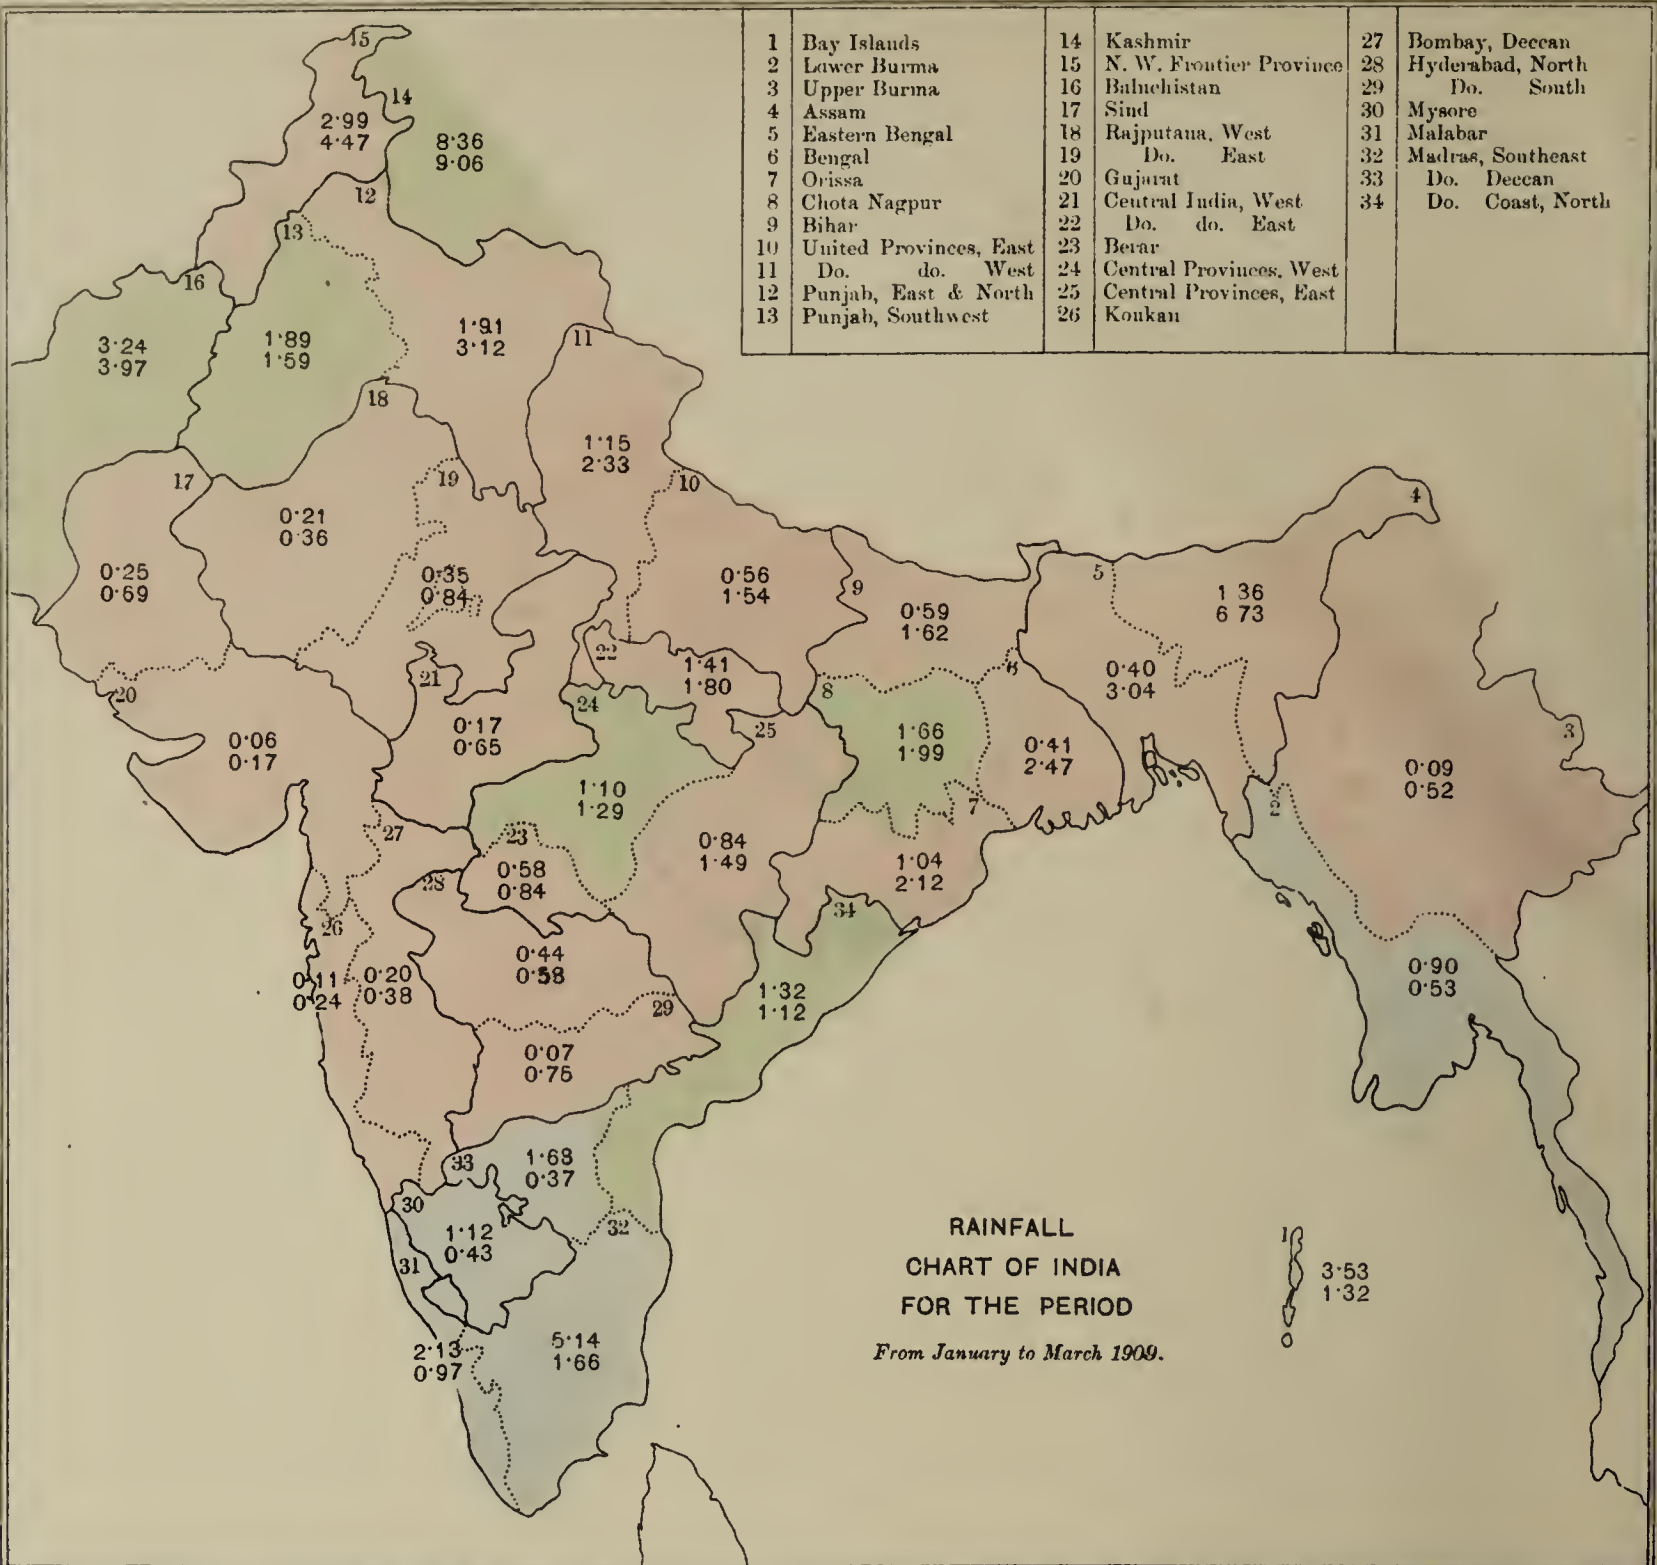 1 Bay Islands
2 Lower Burma
3 Upper Burma
4 Assam
5 Eastern Bengal
6 Bengal
7 Orissa
8 Chota Nagpur
9 Bihar
10 United Provinces, East
11 Do. do. West
12 Punjab, East & North
13 Punjab, Southwest
14 Kashmir
15 N. W. Frontier Province
16 Baluchistan
17 Sind
18 Rajputana, West
19 Do. East
20 Gujarat
21 Central India, West
22 Do. do. East
23 Berar
24 Central Provinces, West
25 Central Provinces, East
26 Konkan
27 Bombay, Deccan
28 Hyderabad, North
29 Do. South
30 Mysore
31 Malabar
32 Madras, Southeast
33 Do. Deccan
34 Do. Coast, North
15
14
2·99
4·47
8·36
9·06
12
13
16
3·24
3·97
1·89
1·59
1·91
3·12
11
18
1·15
2·33
17
19
10
4
0·21
0·36
0·25
0·69
0·35
0·84
0·56
1·54
9
0·59
1·62
5
1 36
6 73
22
6
20
21
24
1·41
1·80
8
0·40
3·04
25
3
0·06
0·17
0·17
0·65
1·66
1·99
0·41
2·47
0·09
0·52
1·10
1·29
7
2
27
23
0·58
0·84
0·84
1·49
1·04
2·12
28
34
26
0·11
0·24
0·20
0·38
0·44
0·58
29
1·32
1·12
0·90
0·53
0·07
0·75
33
1·68
0·37
30
32
1·12
0·43
31
2·13
0·97
5·14
1·66
RAINFALL
CHART OF INDIA
FOR THE PERIOD
From January to March 1909.
1
3·53
1·32